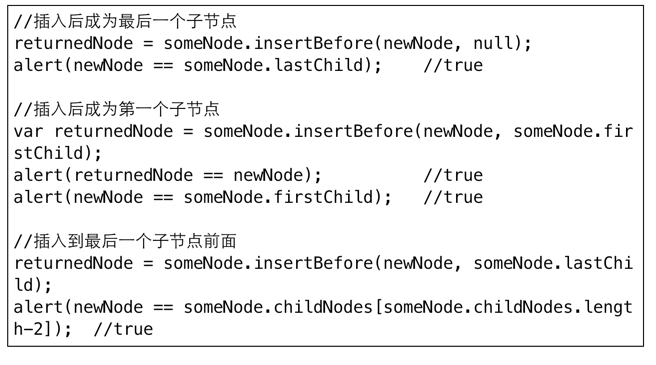 //插入后成为最后一个子节点
returnedNode = someNode.insertBefore(newNode, null);
alert(newNode == someNode.lastChild);    //true
//插入后成为第一个子节点
var returnedNode = someNode.insertBefore(newNode, someNode.fir
stChild);
alert(returnedNode == newNode);          //true
alert(newNode == someNode.firstChild);   //true
//插入到最后一个子节点前面
returnedNode = someNode.insertBefore(newNode, someNode.lastChi
ld);
alert(newNode == someNode.childNodes[someNode.childNodes.lengt
h-2]);  //true